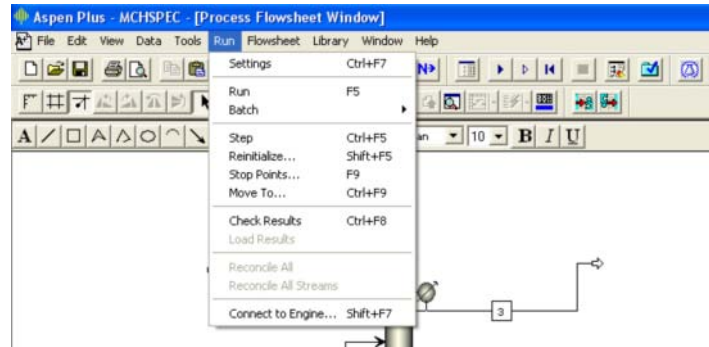 Aspen Plus - MCHSPEC - [Process Flowsheet Window]
File Edit View Data Tools Run Flowsheet Library Window Help
Settings Ctrl+F7
N>
Run F5
Batch
A an 10 B I U
Step Ctrl+F5
Reinitialize... Shift+F5
Stop Points... F9
Move To... Ctrl+F9
Check Results Ctrl+F8
Load Results
Reconcile All
Reconcile All Streams
Connect to Engine... Shift+F7
3